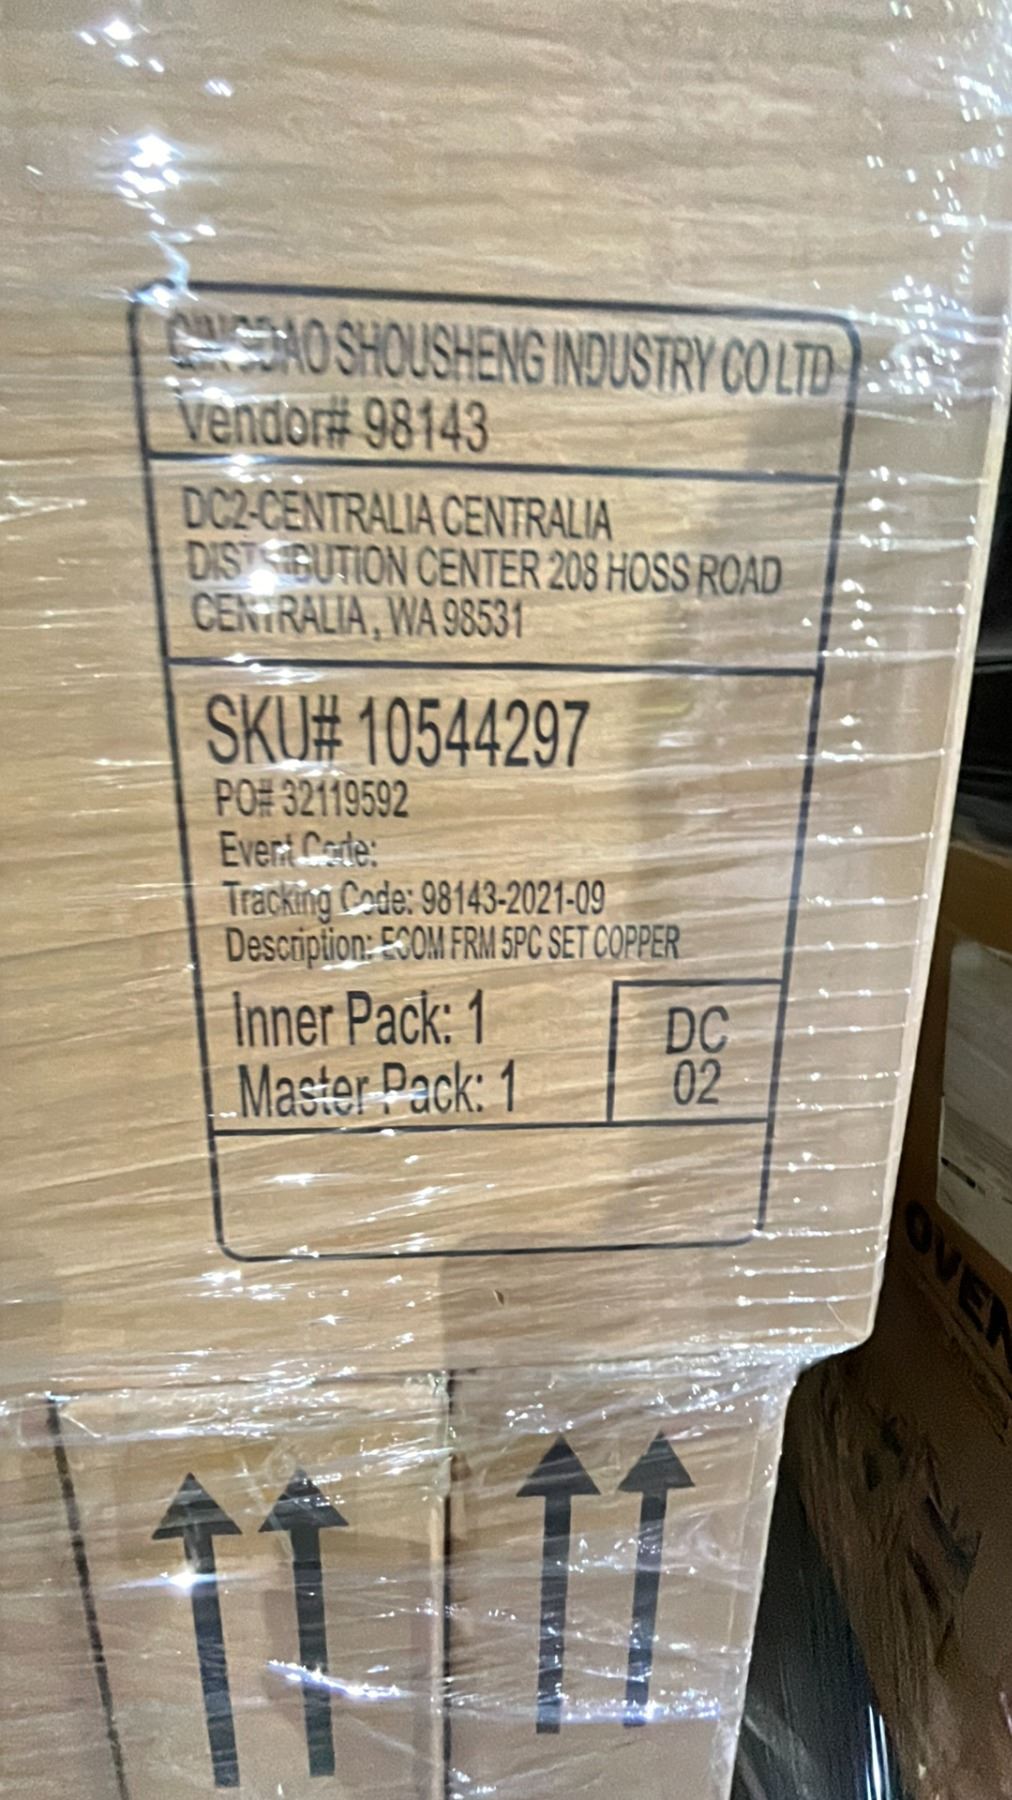 QINGDAO SHOUSHENG INDUSTRY CO LTD
Vendor# 98143
DC2-CENTRALIA CENTRALIA
DISTRIBUTION CENTER 208 HOSS ROAD
CENTRALIA , WA 98531
SKU# 10544297
PO# 32119592
Event Code:
Tracking Code: 98143-2021-09
Description: ECOM FRM 5PC SET COPPER
Inner Pack: 1
Master Pack: 1
DC
02
OVEN